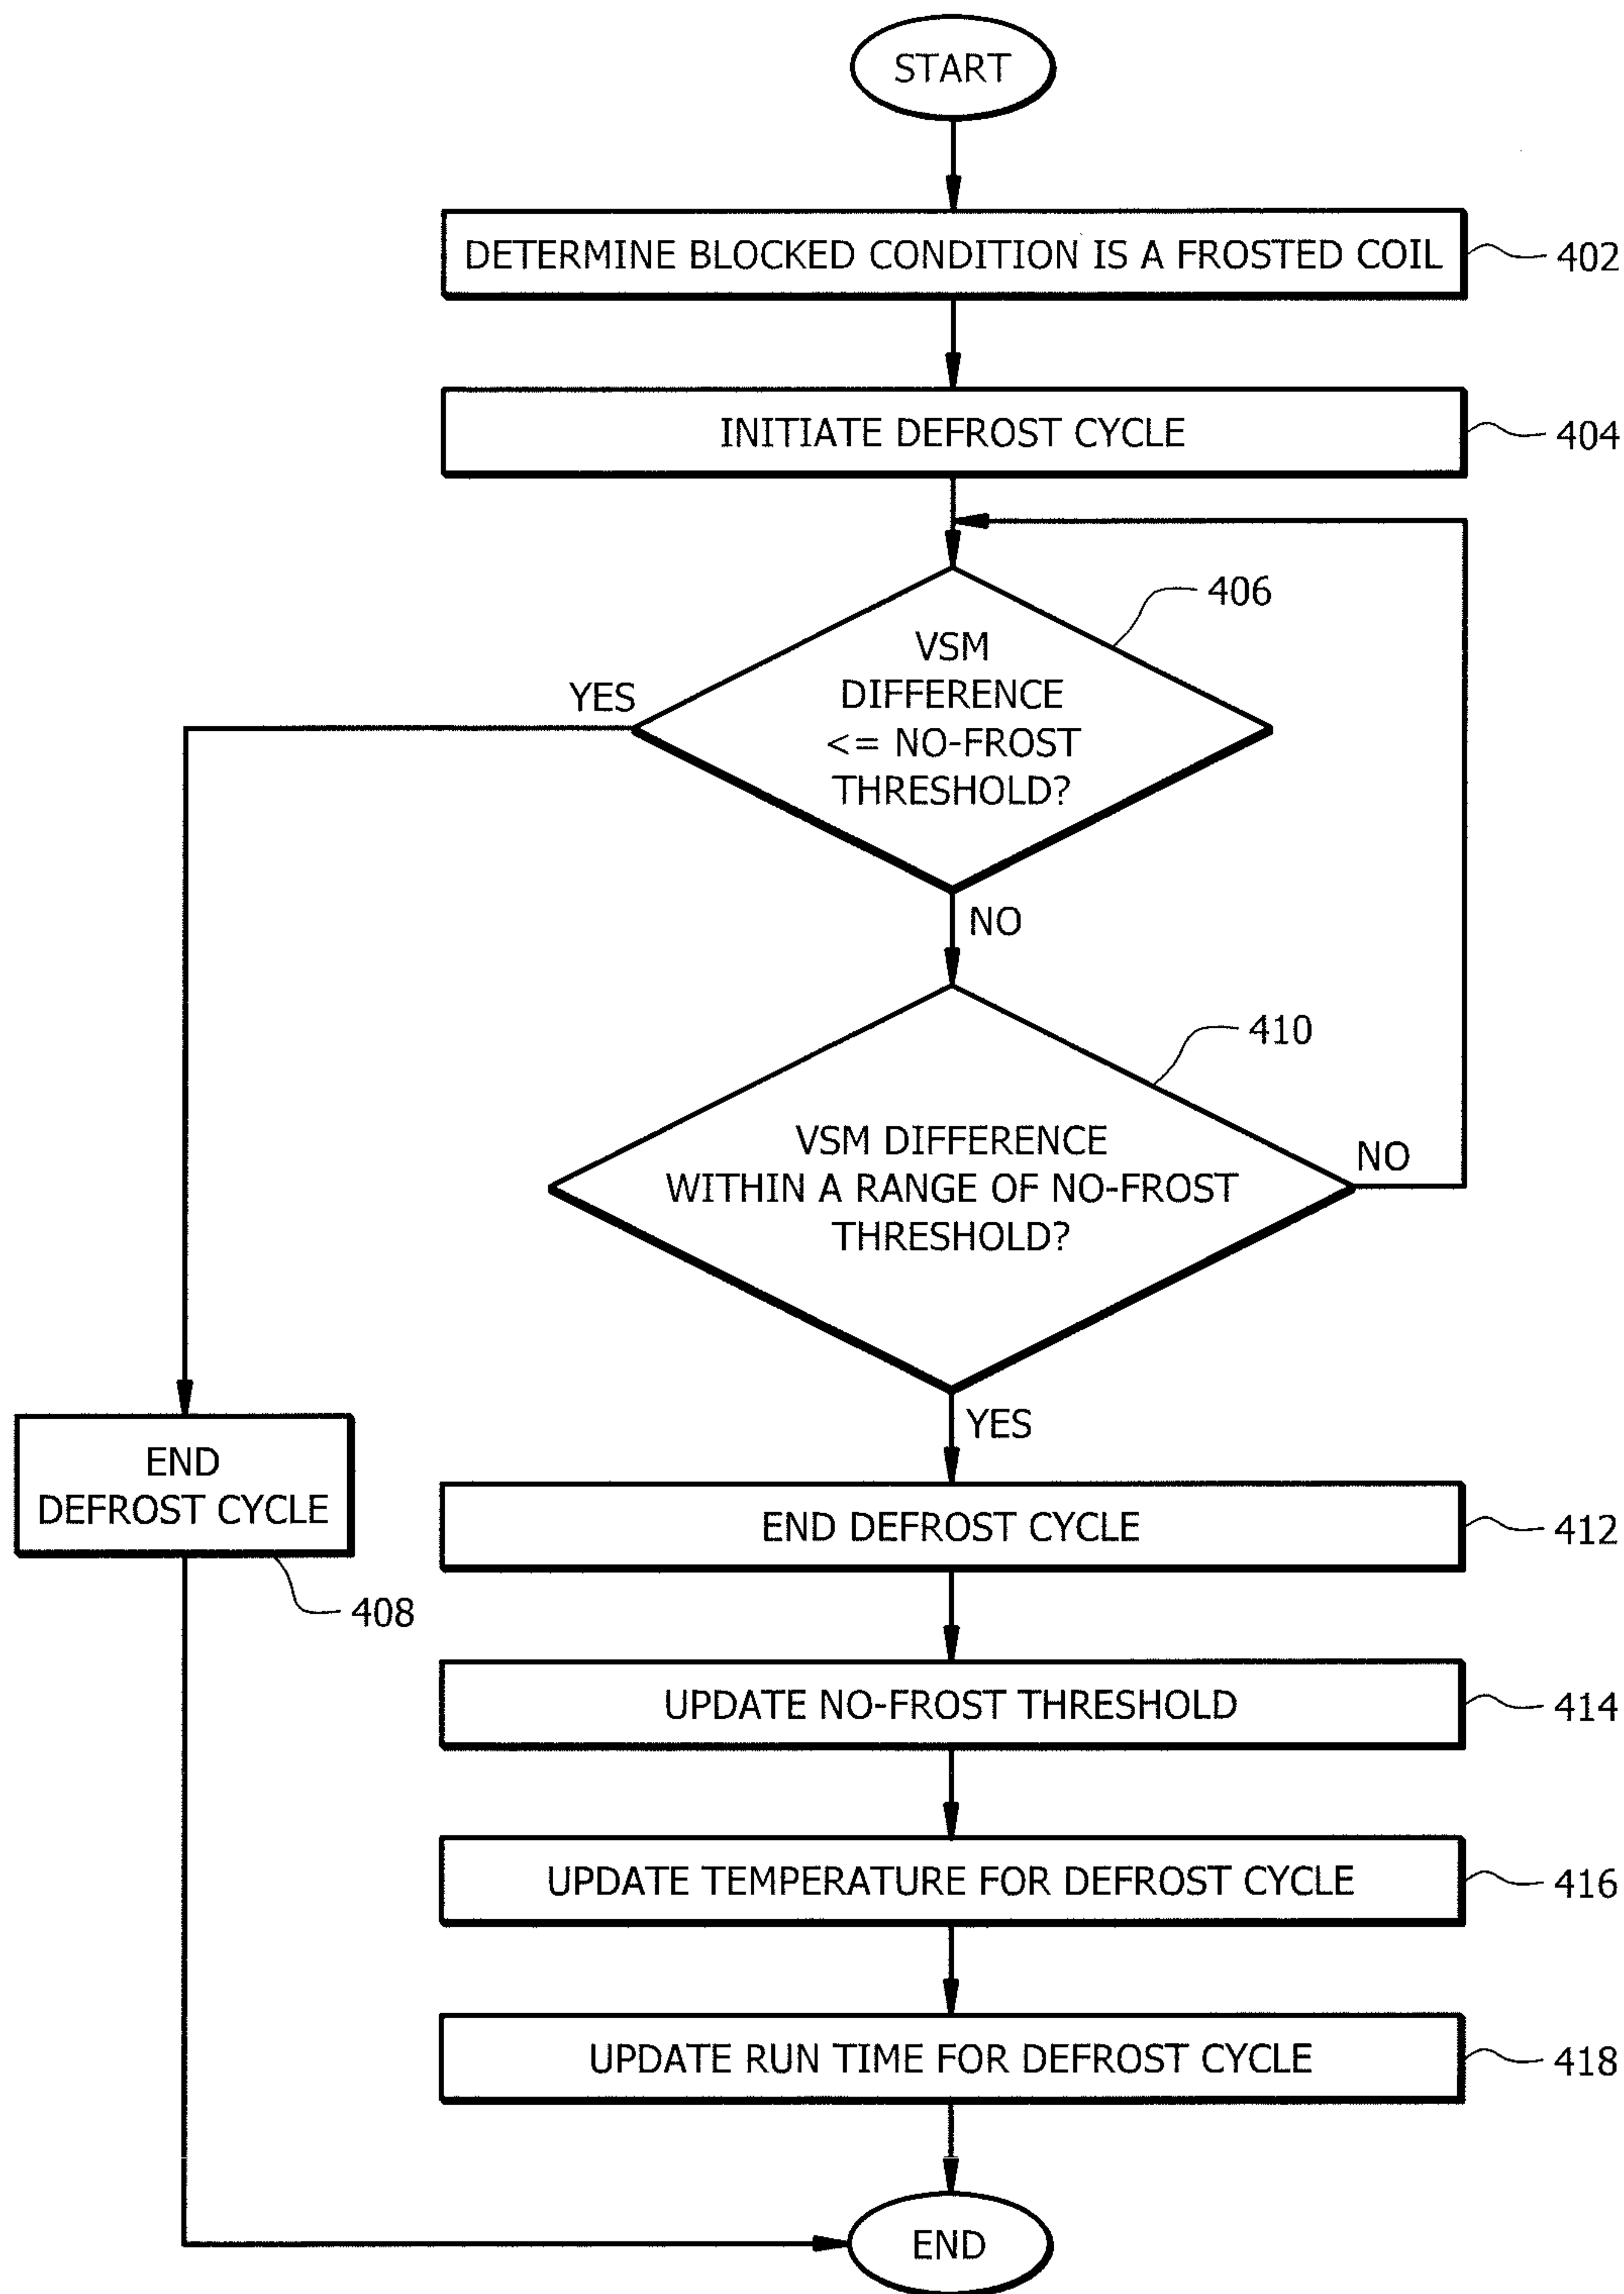 START
DETERMINE BLOCKED CONDITION IS A FROSTED COIL
402
INITIATE DEFROST CYCLE
404
406
VSM
DIFFERENCE
<= NO-FROST
THRESHOLD?
YES
NO
410
VSM DIFFERENCE
WITHIN A RANGE OF NO-FROST
THRESHOLD?
NO
YES
END
DEFROST CYCLE
408
END DEFROST CYCLE
412
UPDATE NO-FROST THRESHOLD
414
UPDATE TEMPERATURE FOR DEFROST CYCLE
416
UPDATE RUN TIME FOR DEFROST CYCLE
418
END